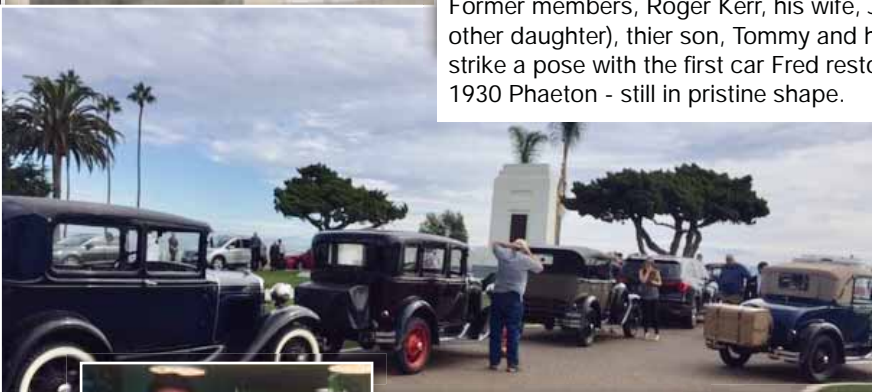 Former members, Roger Kerr, his wife,
other daughter), thier son, Tommy and
strike a pose with the first car Fred
1930 Phaeton - still in pristine shape.